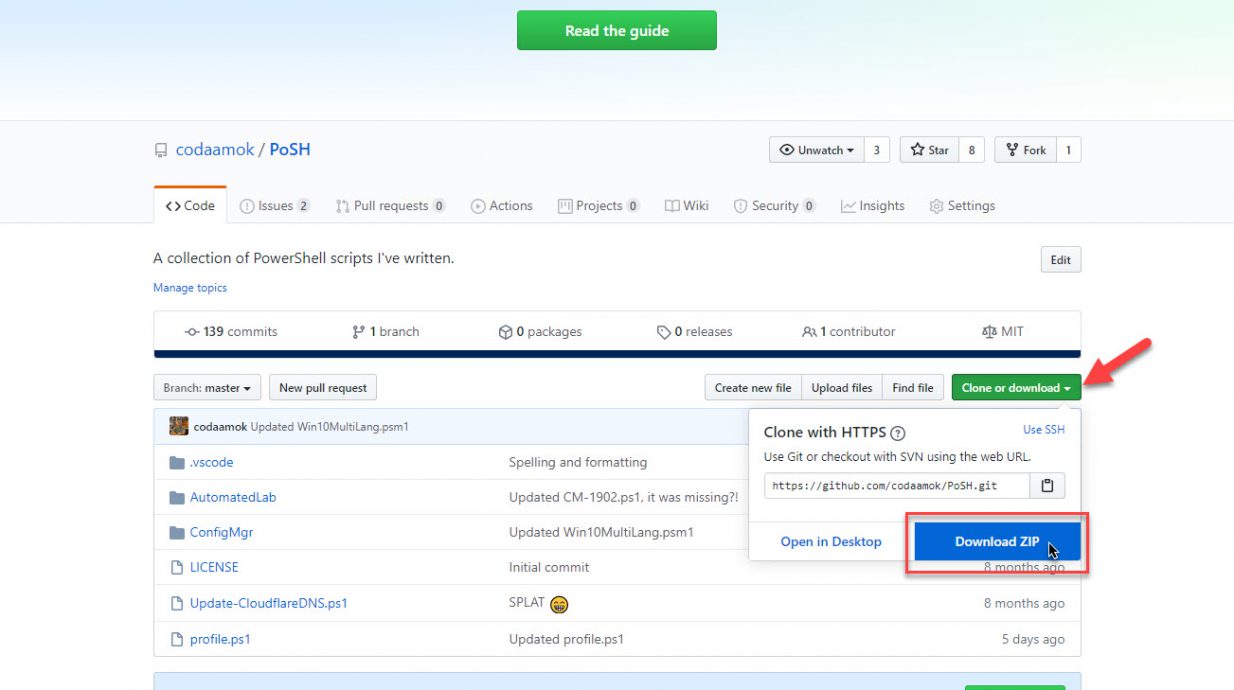 Read the guide
codaamok / PoSH
Unwatch 3 Star 8 Fork 1
Code Issues 2 Pull requests 0 Actions Projects 0 Wiki Security 0 Insights Settings
A collection of PowerShell scripts I've written. Edit
Manage topics
139 commits 1 branch 0 packages 0 releases 1 contributor MIT
Branch: master New pull request Create new file Upload files Find file Clone or download
codaamok Updated Win10MultiLang.psm1
Clone with HTTPS ? Use SSH
Use Git or checkout with SVN using the web URL.
https://github.com/codaamok/PoSH.git
Open in Desktop Download ZIP
.vscode Spelling and formatting
AutomatedLab Updated CM-1902.ps1, it was missing?!
ConfigMgr Updated Win10MultiLang.psm1
LICENSE Initial commit 8 months ago
Update-CloudflareDNS.ps1 SPLAT 😁 8 months ago
profile.ps1 Updated profile.ps1 5 days ago